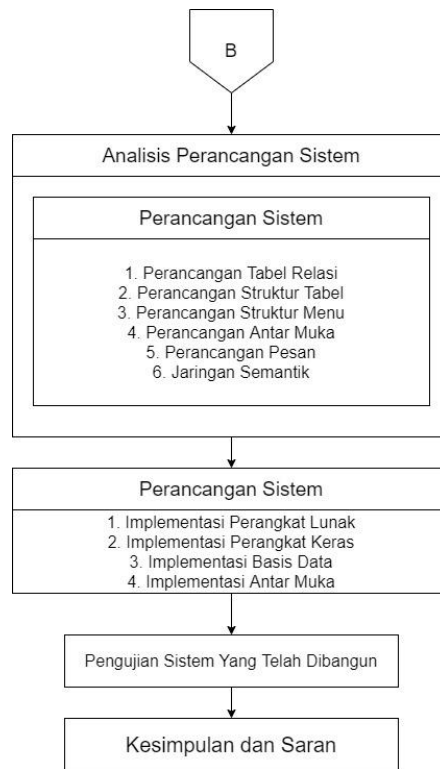 B
Analisis Perancangan Sistem
Perancangan Sistem
1. Perancangan Tabel Relasi
2. Perancangan Struktur Tabel
3. Perancangan Struktur Menu
4. Perancangan Antar Muka
5. Perancangan Pesan
6. Jaringan Semantik
Perancangan Sistem
1. Implementasi Perangkat Lunak
2. Implementasi Perangkat Keras
3. Implementasi Basis Data
4. Implementasi Antar Muka
Pengujian Sistem Yang Telah Dibangun
Kesimpulan dan Saran